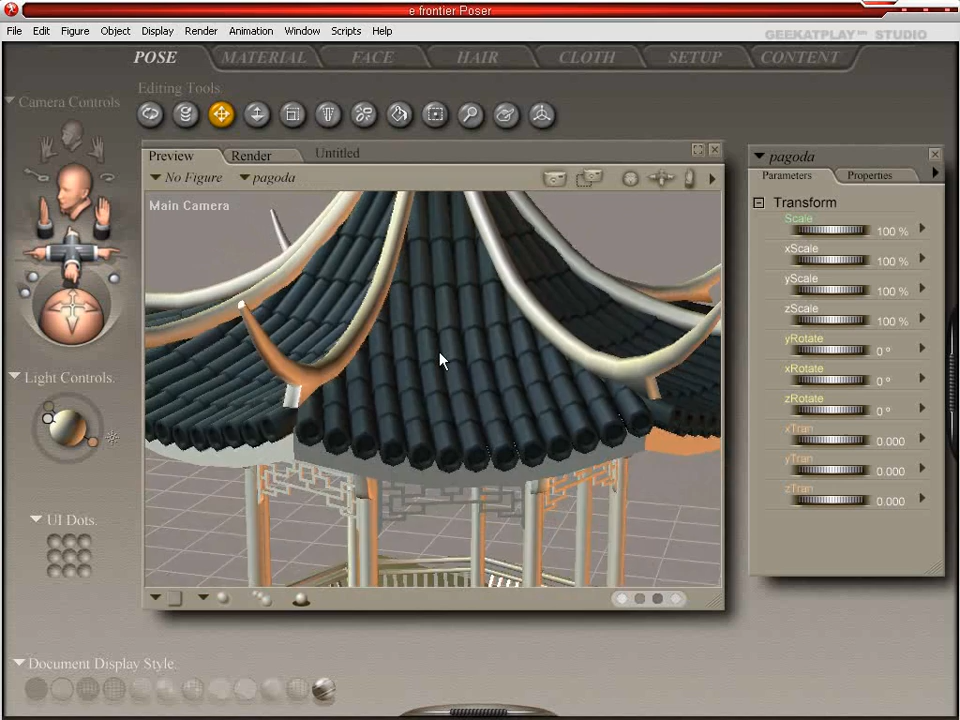 e frontier Poser
File Edit Figure Object Display Render Animation Window Scripts Help
GEEKATPLAY™ STUDIO
POSE MATERIAL FACE HAIR CLOTH SETUP CONTENT
Editing Tools.
Camera Controls
Preview Render Untitled
No Figure pagoda
Main Camera
Light Controls.
UI Dots.
Document Display Style.
pagoda
Parameters Properties
Transform
Scale 100 %
xScale 100 %
yScale 100 %
zScale 100 %
yRotate 0 º
xRotate 0 º
zRotate 0 º
xTran 0.000
yTran 0.000
zTran 0.000